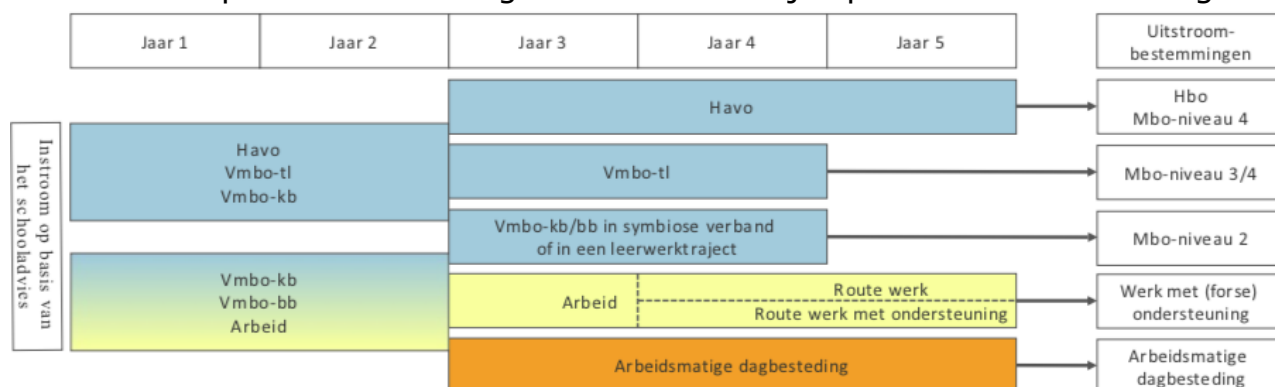 Jaar 1
Jaar 2
Jaar 3
Jaar 4
Jaar 5
Uitstroom-
bestemmingen
Instroom op basis van
het schooladvies
Havo
Vmbo-tl
Vmbo-kb
Vmbo-kb
Vmbo-bb
Arbeid
Havo
Hbo
Mbo-niveau 4
Vmbo-tl
Mbo-niveau 3/4
Vmbo-kb/bb in symbiose verband
of in een leerwerktraject
Mbo-niveau 2
Arbeid
Route werk
Route werk met ondersteuning
Werk met (forse)
ondersteuning
Arbeidsmatige dagbesteding
Arbeidsmatige
dagbesteding